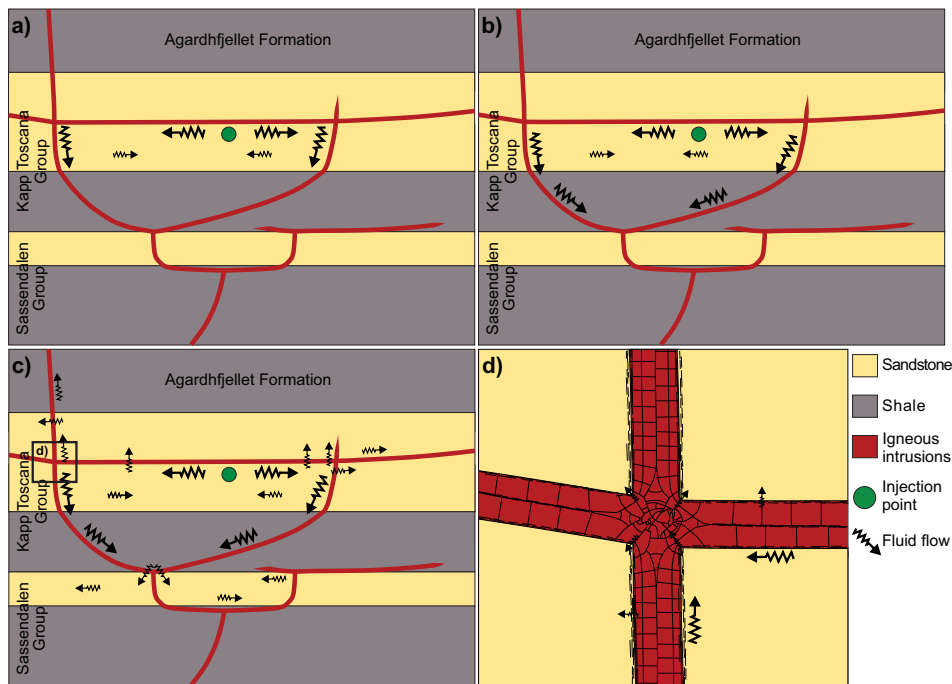 a)
Agardhfjellet Formation
Kapp Toscana
Group
Sassendalen
Group
b)
Agardhfjellet Formation
Kapp Toscana
Group
Sassendalen
Group
c)
Agardhfjellet Formation
d)
Kapp Toscana
Group
Sassendalen
Group
d)
Sandstone
Shale
Igneous
intrusions
Injection
point
Fluid flow